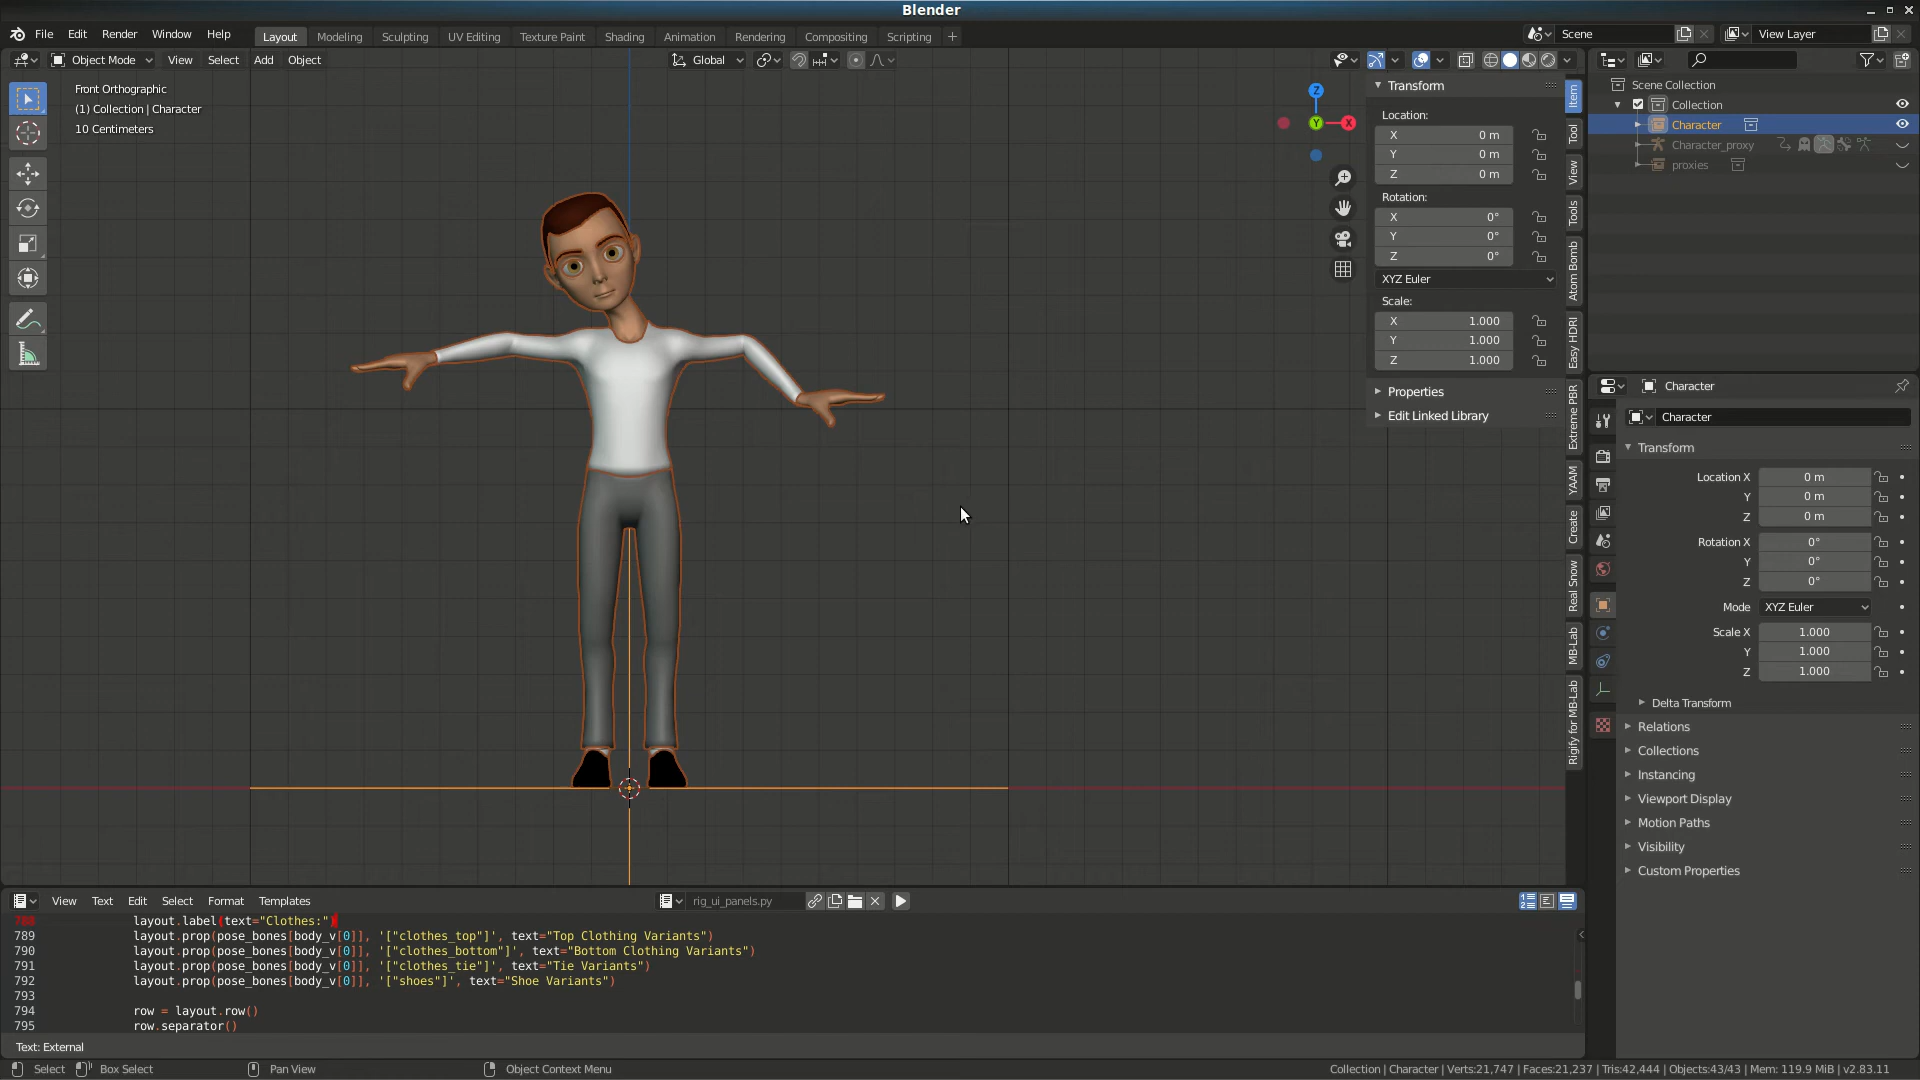 Blender
File Edit Render Window Help
Layout Modeling Sculpting UV Editing Texture Paint Shading Animation Rendering Compositing Scripting +
Scene
View Layer
Object Mode View Select Add Object
Global
Front Orthographic
(1) Collection | Character
10 Centimeters
Z
Y
X
Transform
Location:
X 0 m
Y 0 m
Z 0 m
Rotation:
X 0°
Y 0°
Z 0°
XYZ Euler
Scale:
X 1.000
Y 1.000
Z 1.000
Properties
Edit Linked Library
Item
Tool
View
Tools
Atom Bomb
Easy HDRI
Extreme PBR
YAAM
Create
Real Snow
MB-Lab
Rigify for MB-Lab
Scene Collection
Collection
Character
Character_proxy
proxies
Character
Character
Transform
Location X 0 m
Y 0 m
Z 0 m
Rotation X 0°
Y 0°
Z 0°
Mode XYZ Euler
Scale X 1.000
Y 1.000
Z 1.000
Delta Transform
Relations
Collections
Instancing
Viewport Display
Motion Paths
Visibility
Custom Properties
View Text Edit Select Format Templates
rig_ui_panels.py
788 layout.label(text="Clothes:")
789 layout.prop(pose_bones[body_v[0]], '["clothes_top"]', text="Top Clothing Variants")
790 layout.prop(pose_bones[body_v[0]], '["clothes_bottom"]', text="Bottom Clothing Variants")
791 layout.prop(pose_bones[body_v[0]], '["clothes_tie"]', text="Tie Variants")
792 layout.prop(pose_bones[body_v[0]], '["shoes"]', text="Shoe Variants")
793
794 row = layout.row()
795 row.separator()
Text: External
Select Box Select Pan View Object Context Menu
Collection | Character | Verts:21,747 | Faces:21,237 | Tris:42,444 | Objects:43/43 | Mem: 119.9 MiB | v2.83.11